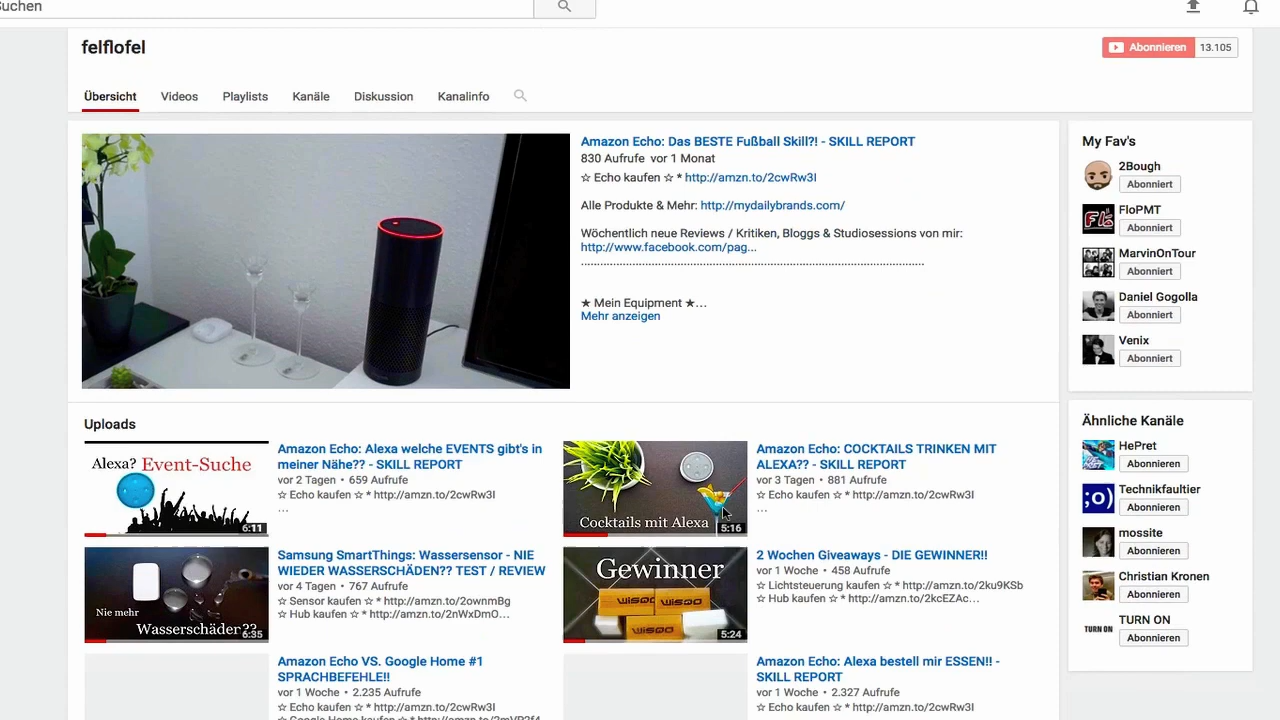 Suchen
felflofel
Abonnieren 13.105
Übersicht Videos Playlists Kanäle Diskussion Kanalinfo
Amazon Echo: Das BESTE Fußball Skill?! - SKILL REPORT
830 Aufrufe vor 1 Monat
☆ Echo kaufen ☆ * http://amzn.to/2cwRw3I
Alle Produkte & Mehr: http://mydailybrands.com/
Wöchentlich neue Reviews / Kritiken, Bloggs & Studiosessions von mir:
http://www.facebook.com/pag...
★ Mein Equipment ★...
Mehr anzeigen
Uploads
Alexa? Event-Suche
6:11
Amazon Echo: Alexa welche EVENTS gibt's in
meiner Nähe?? - SKILL REPORT
vor 2 Tagen • 659 Aufrufe
☆ Echo kaufen ☆ * http://amzn.to/2cwRw3I
...
Cocktails mit Alexa
5:16
Amazon Echo: COCKTAILS TRINKEN MIT
ALEXA?? - SKILL REPORT
vor 3 Tagen • 881 Aufrufe
☆ Echo kaufen ☆ * http://amzn.to/2cwRw3I
...
Nie mehr
Wasserschäder??
6:35
Samsung SmartThings: Wassersensor - NIE
WIEDER WASSERSCHÄDEN?? TEST / REVIEW
vor 4 Tagen • 767 Aufrufe
☆ Sensor kaufen ☆ * http://amzn.to/2ownmBg
☆ Hub kaufen ☆ * http://amzn.to/2nWxDmO...
Gewinner
WISQO WISQO
WISQO
5:24
2 Wochen Giveaways - DIE GEWINNER!!
vor 1 Woche • 458 Aufrufe
☆ Lichtsteuerung kaufen ☆ * http://amzn.to/2ku9KSb
☆ Hub kaufen ☆ * http://amzn.to/2kcEZAc...
Amazon Echo VS. Google Home #1
SPRACHBEFEHLE!!
vor 1 Woche • 2.235 Aufrufe
☆ Echo kaufen ☆ * http://amzn.to/2cwRw3I
Amazon Echo: Alexa bestell mir ESSEN!! -
SKILL REPORT
vor 1 Woche • 2.327 Aufrufe
☆ Echo kaufen ☆ * http://amzn.to/2cwRw3I
My Fav's
2Bough
Abonniert
FloPMT
Abonniert
MarvinOnTour
Abonniert
Daniel Gogolla
Abonniert
Venix
Abonniert
Ähnliche Kanäle
HePret
Abonnieren
;o)
Technikfaultier
Abonnieren
mossite
Abonnieren
Christian Kronen
Abonnieren
TURN ON
TURN ON
Abonnieren